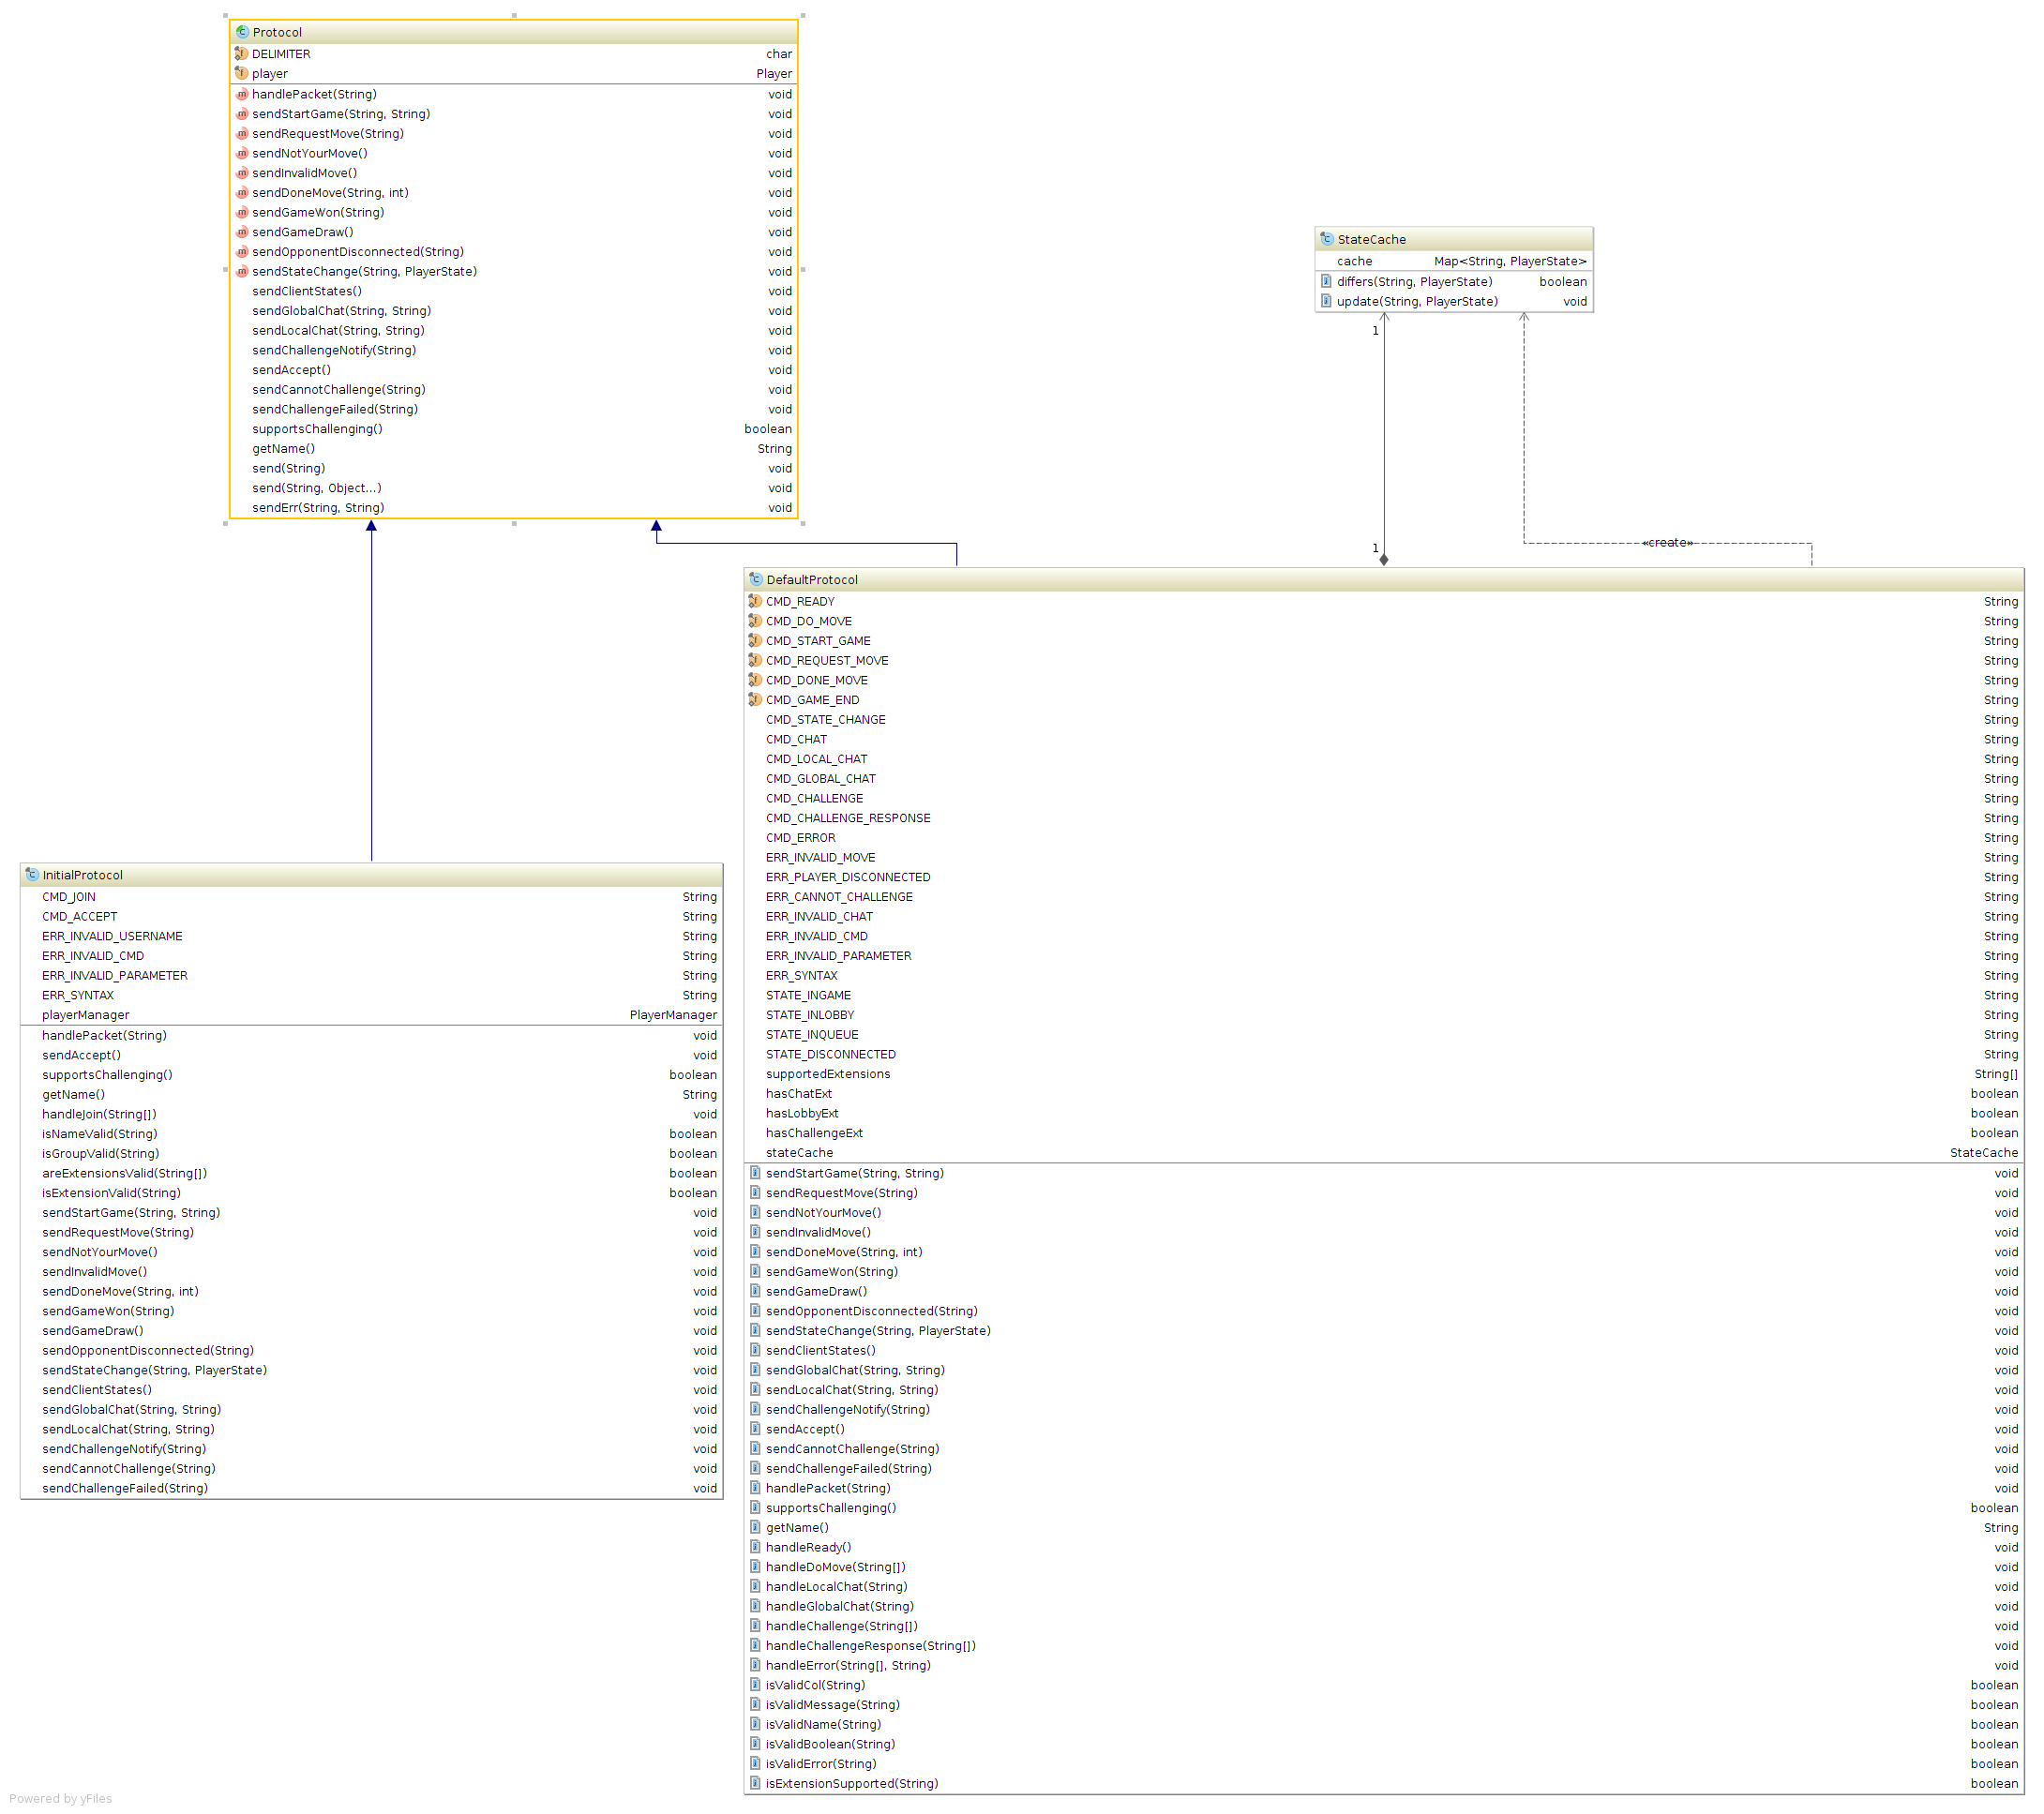 Protocol
DELIMITER char
player Player
handlePacket(String) void
sendStartGame(String, String) void
sendRequestMove(String) void
sendNotYourMove() void
sendInvalidMove() void
sendDoneMove(String, int) void
sendGameWon(String) void
sendGameDraw() void
sendOpponentDisconnected(String) void
sendStateChange(String, PlayerState) void
sendClientStates() void
sendGlobalChat(String, String) void
sendLocalChat(String, String) void
sendChallengeNotify(String) void
sendAccept() void
sendCannotChallenge(String) void
sendChallengeFailed(String) void
supportsChallenging() boolean
getName() String
send(String) void
send(String, Object...) void
sendErr(String, String) void
StateCache
cache Map<String, PlayerState>
differs(String, PlayerState) boolean
update(String, PlayerState) void
1
1
«create»
DefaultProtocol
CMD_READY String
CMD_DO_MOVE String
CMD_START_GAME String
CMD_REQUEST_MOVE String
CMD_DONE_MOVE String
CMD_GAME_END String
CMD_STATE_CHANGE String
CMD_CHAT String
CMD_LOCAL_CHAT String
CMD_GLOBAL_CHAT String
CMD_CHALLENGE String
CMD_CHALLENGE_RESPONSE String
CMD_ERROR String
ERR_INVALID_MOVE String
ERR_PLAYER_DISCONNECTED String
ERR_CANNOT_CHALLENGE String
ERR_INVALID_CHAT String
ERR_INVALID_CMD String
ERR_INVALID_PARAMETER String
ERR_SYNTAX String
STATE_INGAME String
STATE_INLOBBY String
STATE_INQUEUE String
STATE_DISCONNECTED String
supportedExtensions String[]
hasChatExt boolean
hasLobbyExt boolean
hasChallengeExt boolean
stateCache StateCache
sendStartGame(String, String) void
sendRequestMove(String) void
sendNotYourMove() void
sendInvalidMove() void
sendDoneMove(String, int) void
sendGameWon(String) void
sendGameDraw() void
sendOpponentDisconnected(String) void
sendStateChange(String, PlayerState) void
sendClientStates() void
sendGlobalChat(String, String) void
sendLocalChat(String, String) void
sendChallengeNotify(String) void
sendAccept() void
sendCannotChallenge(String) void
sendChallengeFailed(String) void
handlePacket(String) void
supportsChallenging() boolean
getName() String
handleReady() void
handleDoMove(String[]) void
handleLocalChat(String) void
handleGlobalChat(String) void
handleChallenge(String[]) void
handleChallengeResponse(String[]) void
handleError(String[], String) void
isValidCol(String) boolean
isValidMessage(String) boolean
isValidName(String) boolean
isValidBoolean(String) boolean
isValidError(String) boolean
isExtensionSupported(String) boolean
InitialProtocol
CMD_JOIN String
CMD_ACCEPT String
ERR_INVALID_USERNAME String
ERR_INVALID_CMD String
ERR_INVALID_PARAMETER String
ERR_SYNTAX String
playerManager PlayerManager
handlePacket(String) void
sendAccept() void
supportsChallenging() boolean
getName() String
handleJoin(String[]) void
isNameValid(String) boolean
isGroupValid(String) boolean
areExtensionsValid(String[]) boolean
isExtensionValid(String) boolean
sendStartGame(String, String) void
sendRequestMove(String) void
sendNotYourMove() void
sendInvalidMove() void
sendDoneMove(String, int) void
sendGameWon(String) void
sendGameDraw() void
sendOpponentDisconnected(String) void
sendStateChange(String, PlayerState) void
sendClientStates() void
sendGlobalChat(String, String) void
sendLocalChat(String, String) void
sendChallengeNotify(String) void
sendCannotChallenge(String) void
sendChallengeFailed(String) void
Powered by yFiles